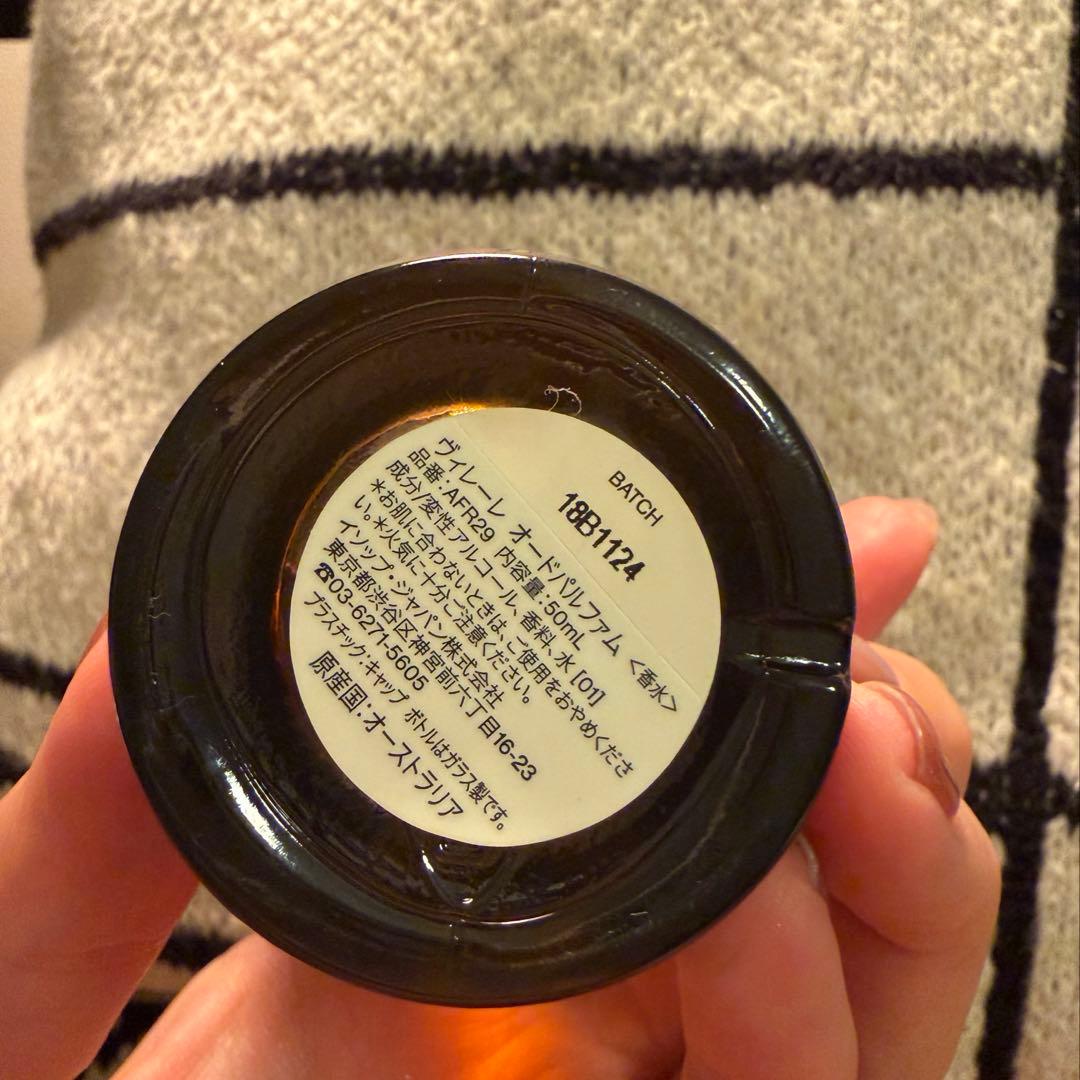 BATCH
18B1124
ヴィレーレ オードパルファム <香水>
品番:AFR29 内容量:50mL
成分/変性アルコール、香料、水 [01]
*お肌に合わないときは、ご使用をおやめくださ
い。*火気に十分ご注意ください。
イソップ・ジャパン株式会社
東京都渋谷区神宮前六丁目16-23
☎03-6271-5605
プラスチック:キャップ ボトルはガラス製です。
原産国:オーストラリア